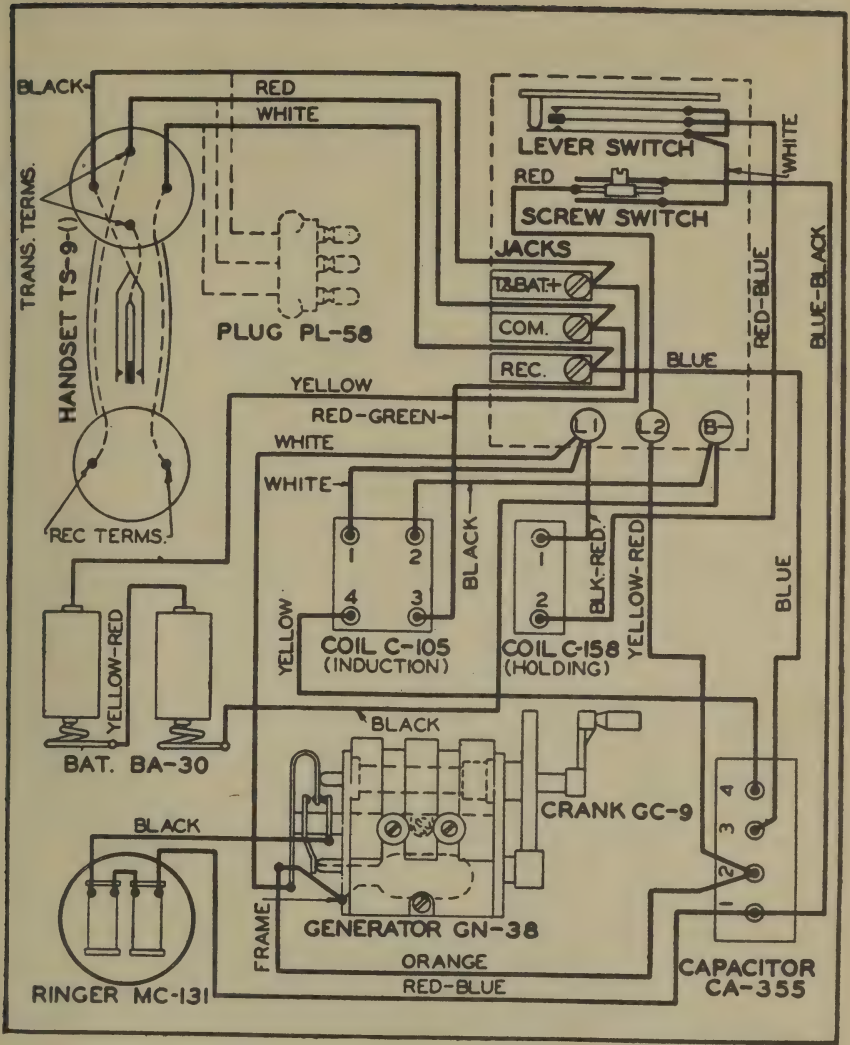 BLACK
RED
WHITE
LEVER SWITCH
WHITE
RED
SCREW SWITCH
TRANS. TERMS.
HANDSET TS-9-( )
PLUG PL-58
JACKS
T&BAT+
COM.
REC.
BLUE
RED-BLUE
BLUE-BLACK
YELLOW
RED-GREEN
WHITE
L1
L2
B-
WHITE
REC TERMS.
BLACK
BLK-RED.
YELLOW-RED
BLUE
1
2
4
3
1
2
YELLOW
COIL C-105
(INDUCTION)
COIL C-158
(HOLDING)
YELLOW-RED
BLACK
BAT. BA-30
CRANK GC-9
4
3
2
1
BLACK
FRAME
GENERATOR GN-38
ORANGE
RED-BLUE
RINGER MC-131
CAPACITOR
CA-355